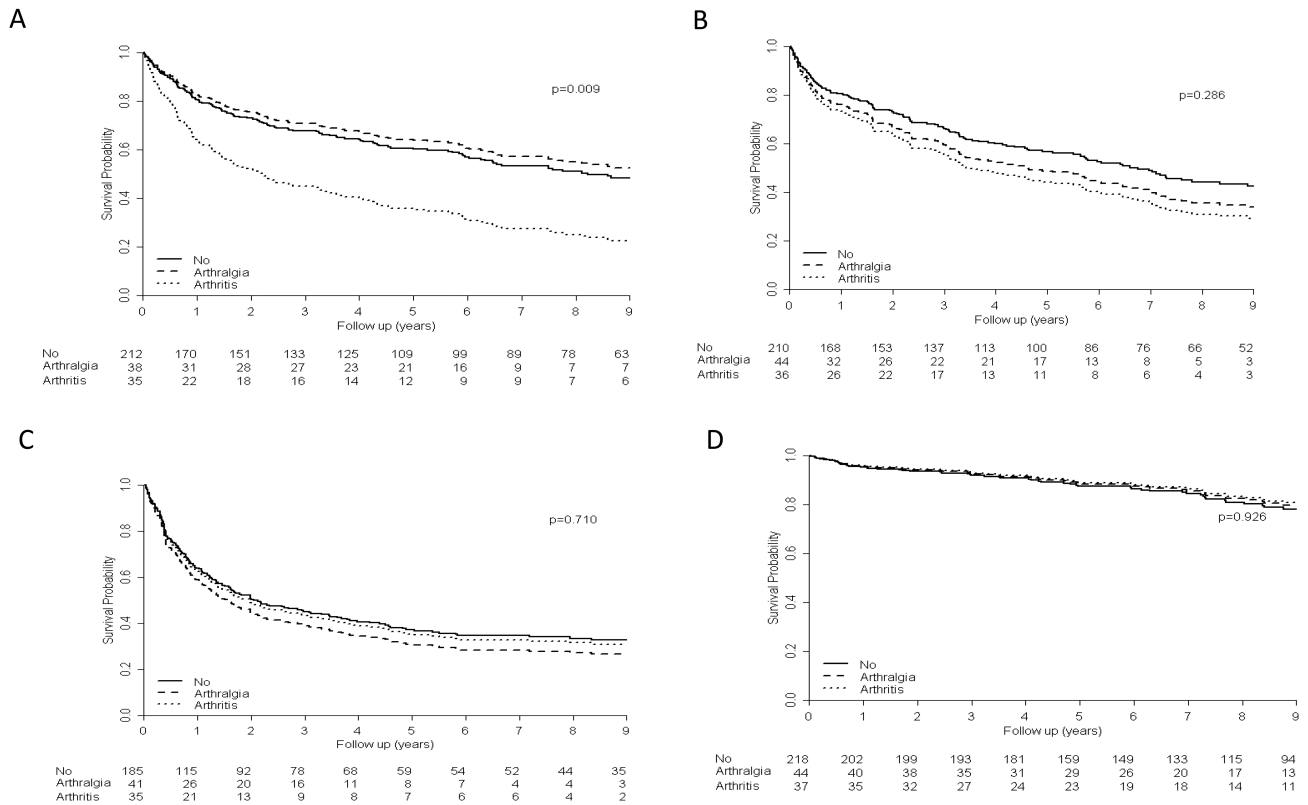 A
1.0
0.8
0.6
0.4
0.2
0.0
Survival Probability
p=0.009
No
Arthralgia
Arthritis
0 1 2 3 4 5 6 7 8 9
Follow up (years)
No 212 170 151 133 125 109 99 89 78 63
Arthralgia 38 31 28 27 23 21 16 9 7 7
Arthritis 35 22 18 16 14 12 9 9 7 6
B
1.0
0.8
0.6
0.4
0.2
0.0
Survival Probability
p=0.286
No
Arthralgia
Arthritis
0 1 2 3 4 5 6 7 8 9
Follow up (years)
No 210 168 153 137 113 100 86 76 66 52
Arthralgia 44 32 26 22 21 17 13 8 5 3
Arthritis 36 26 22 17 13 11 8 6 4 3
C
1.0
0.8
0.6
0.4
0.2
0.0
Survival Probability
p=0.710
No
Arthralgia
Arthritis
0 1 2 3 4 5 6 7 8 9
Follow up (years)
No 185 115 92 78 68 59 54 52 44 35
Arthralgia 41 26 20 16 11 8 7 4 4 3
Arthritis 35 21 13 9 8 7 6 6 4 2
D
1.0
0.8
0.6
0.4
0.2
0.0
Survival Probability
p=0.926
No
Arthralgia
Arthritis
0 1 2 3 4 5 6 7 8 9
Follow up (years)
No 218 202 199 193 181 159 149 133 115 94
Arthralgia 44 40 38 35 31 29 26 20 17 13
Arthritis 37 35 32 27 24 23 19 18 14 11